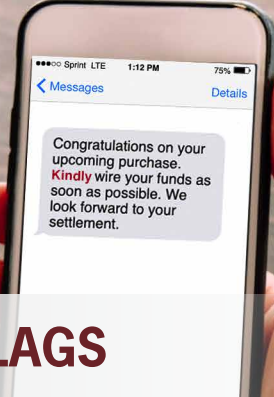 ●●●○○ Sprint LTE 1:12 PM 75%
Messages Details
Congratulations on your
upcoming purchase.
Kindly wire your funds as
soon as possible. We
look forward to your
settlement.
LAGS